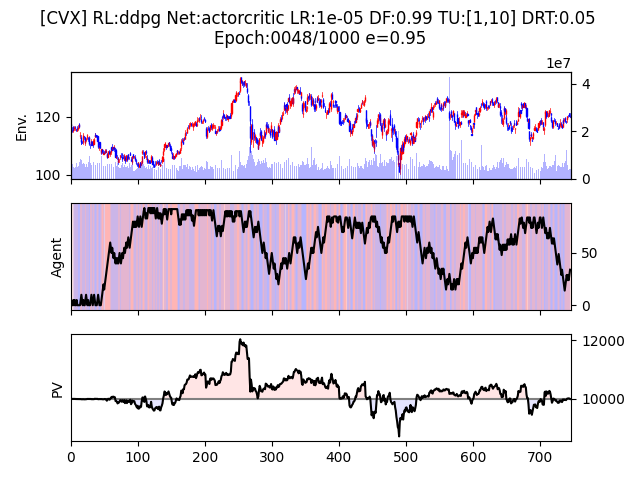 [CVX] RL:ddpg Net:actorcritic LR:1e-05 DF:0.99 TU:[1,10] DRT:0.05
Epoch:0048/1000 e=0.95
1e7
Env.
120
100
4
2
0
Agent
50
0
PV
12000
10000
0 100 200 300 400 500 600 700